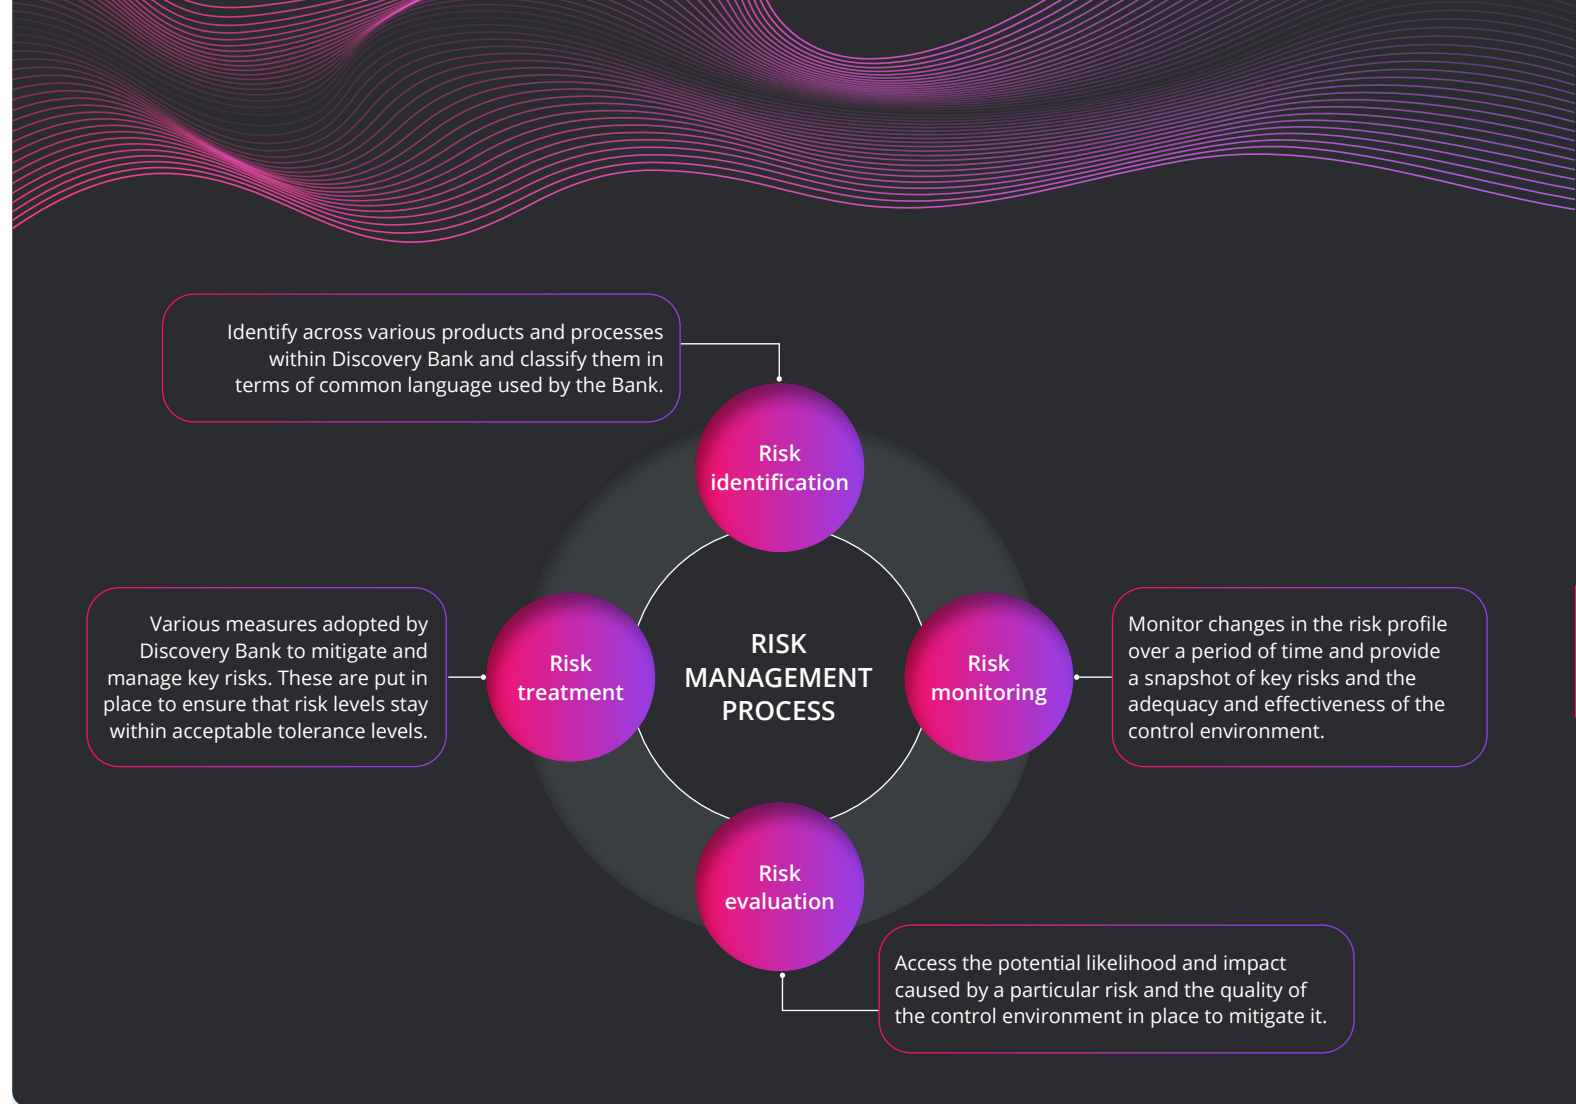 Identify across various products and processes
within Discovery Bank and classify them in
terms of common language used by the Bank.
Risk
identification
Various measures adopted by
Discovery Bank to mitigate and
manage key risks. These are put in
place to ensure that risk levels stay
within acceptable tolerance levels.
Risk
treatment
RISK
MANAGEMENT
PROCESS
Risk
monitoring
Monitor changes in the risk profile
over a period of time and provide
a snapshot of key risks and the
adequacy and effectiveness of the
control environment.
Risk
evaluation
Access the potential likelihood and impact
caused by a particular risk and the quality of
the control environment in place to mitigate it.